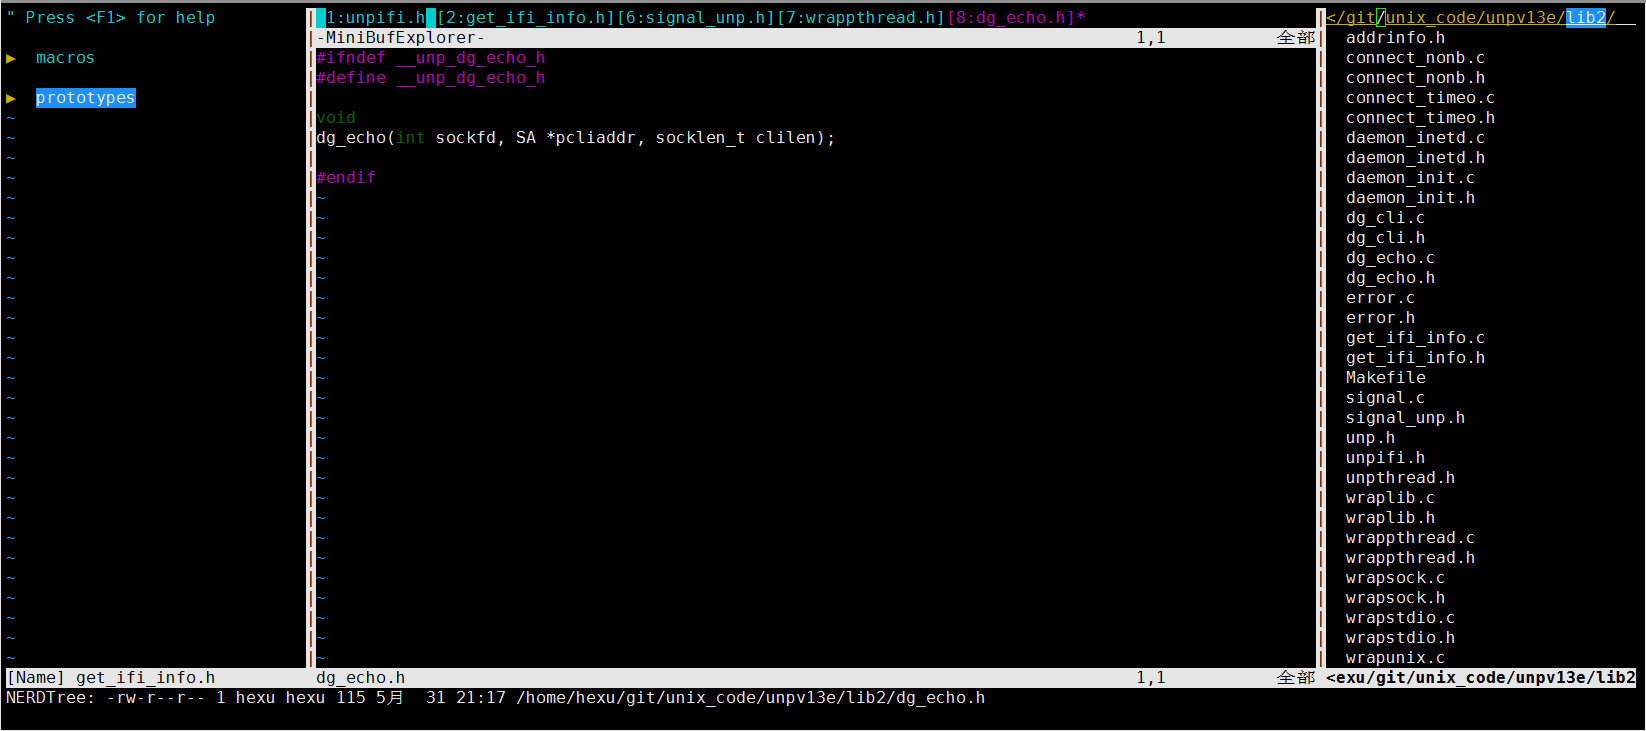 " Press <F1> for help
▶ macros
▶ prototypes
[Name] get_ifi_info.h
[1:unpifi.h][2:get_ifi_info.h][6:signal_unp.h][7:wrappthread.h][8:dg_echo.h]*
-MiniBufExplorer- 1,1 全部
#ifndef __unp_dg_echo_h
#define __unp_dg_echo_h
void
dg_echo(int sockfd, SA *pcliaddr, socklen_t clilen);
#endif
dg_echo.h 1,1 全部
</git/unix_code/unpv13e/lib2/
addrinfo.h
connect_nonb.c
connect_nonb.h
connect_timeo.c
connect_timeo.h
daemon_inetd.c
daemon_inetd.h
daemon_init.c
daemon_init.h
dg_cli.c
dg_cli.h
dg_echo.c
dg_echo.h
error.c
error.h
get_ifi_info.c
get_ifi_info.h
Makefile
signal.c
signal_unp.h
unp.h
unpifi.h
unpthread.h
wraplib.c
wraplib.h
wrappthread.c
wrappthread.h
wrapsock.c
wrapsock.h
wrapstdio.c
wrapstdio.h
wrapunix.c
<exu/git/unix_code/unpv13e/lib2
NERDTree: -rw-r--r-- 1 hexu hexu 115 5月  31 21:17 /home/hexu/git/unix_code/unpv13e/lib2/dg_echo.h